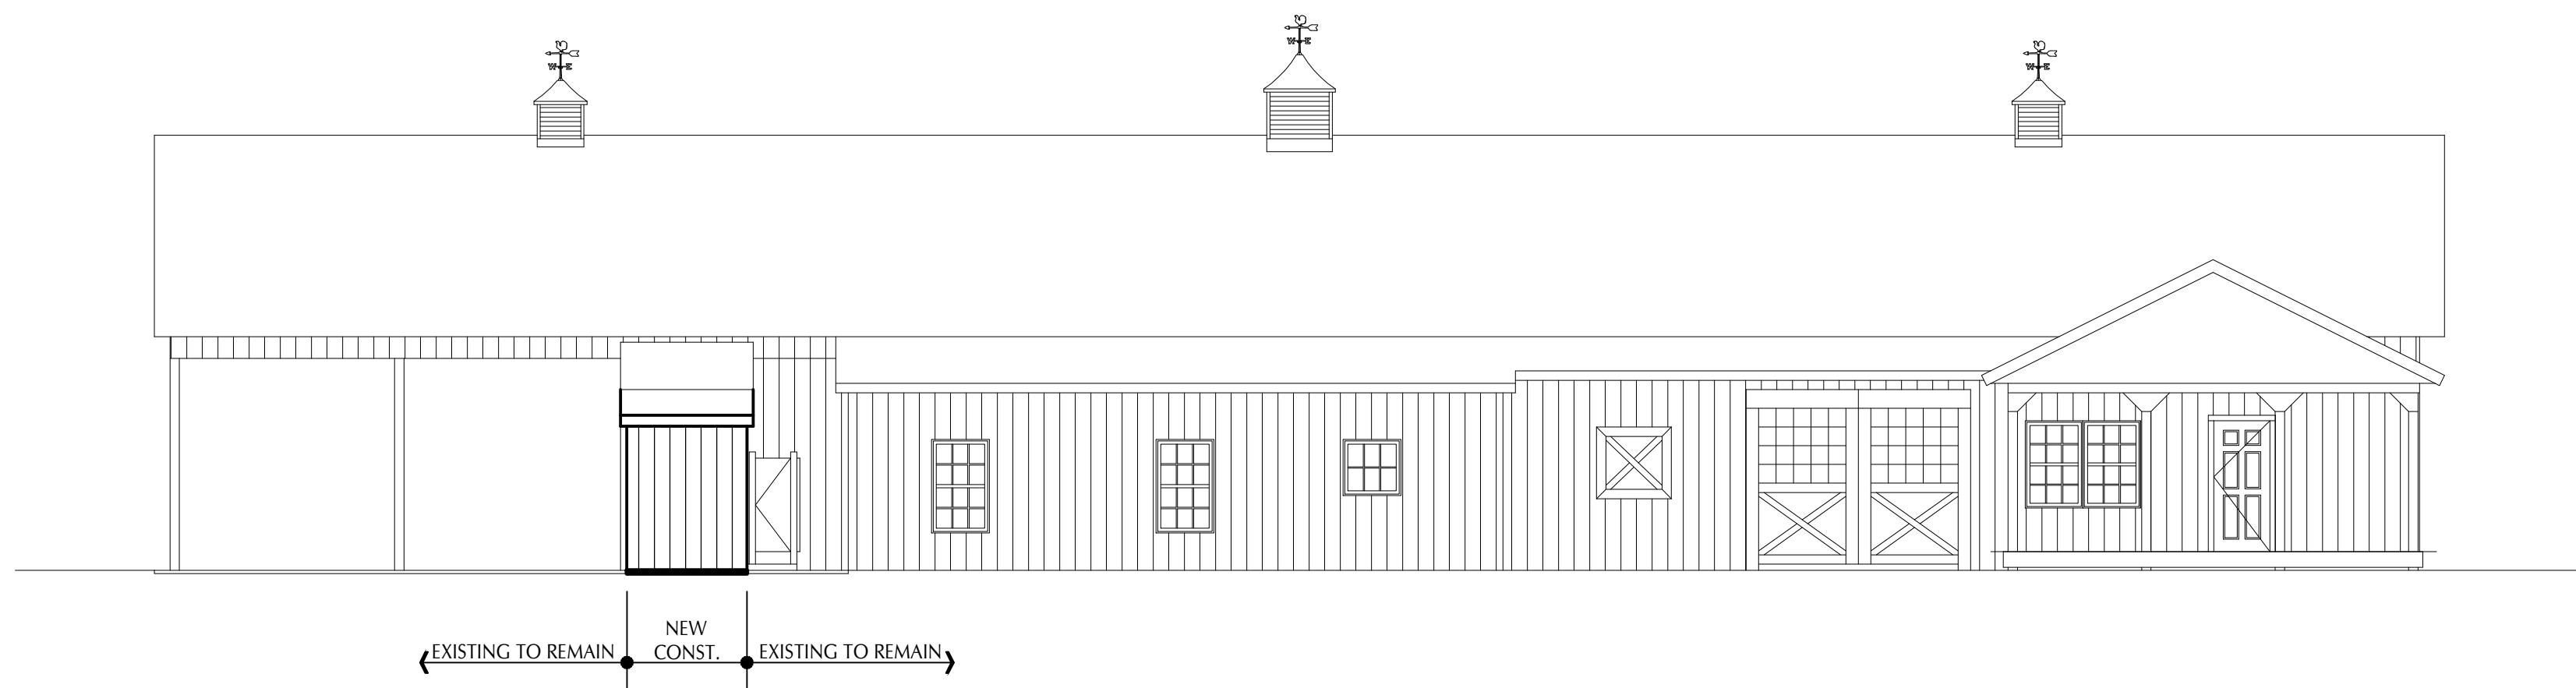 W E
W E
W E
EXISTING TO REMAIN
NEW
CONST.
EXISTING TO REMAIN